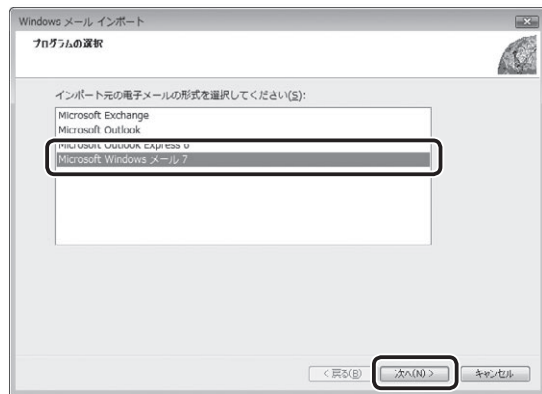 Windows メール インポート
プログラムの選択
インポート元の電子メールの形式を選択してください(S):
Microsoft Exchange
Microsoft Outlook
Microsoft Outlook Express 6
Microsoft Windows メール 7
< 戻る(B)
次へ(N) >
キャンセル